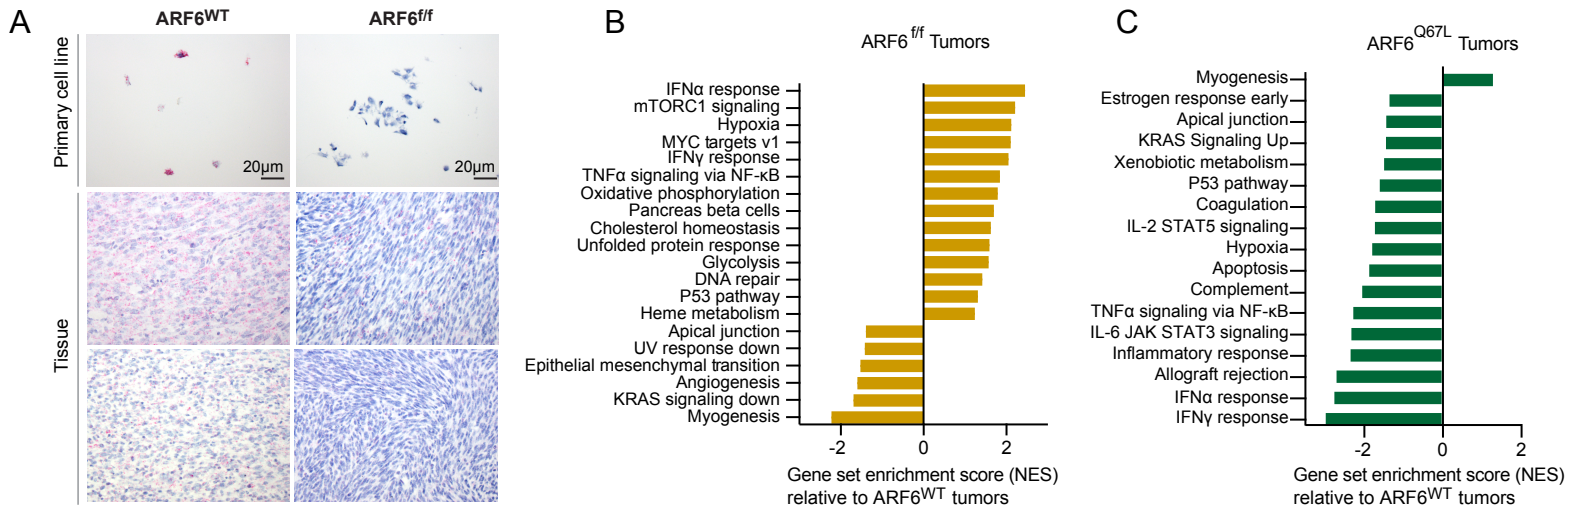 A
ARF6WT
ARF6f/f
Primary cell line
20µm
20µm
Tissue
B
ARF6 f/f Tumors
IFNα response
mTORC1 signaling
Hypoxia
MYC targets v1
IFNγ response
TNFα signaling via NF-κB
Oxidative phosphorylation
Pancreas beta cells
Cholesterol homeostasis
Unfolded protein response
Glycolysis
DNA repair
P53 pathway
Heme metabolism
Apical junction
UV response down
Epithelial mesenchymal transition
Angiogenesis
KRAS signaling down
Myogenesis
-2 0 2
Gene set enrichment score (NES)
relative to ARF6WT tumors
C
ARF6Q67L Tumors
Myogenesis
Estrogen response early
Apical junction
KRAS Signaling Up
Xenobiotic metabolism
P53 pathway
Coagulation
IL-2 STAT5 signaling
Hypoxia
Apoptosis
Complement
TNFα signaling via NF-κB
IL-6 JAK STAT3 signaling
Inflammatory response
Allograft rejection
IFNα response
IFNγ response
-2 0 2
Gene set enrichment score (NES)
relative to ARF6WT tumors